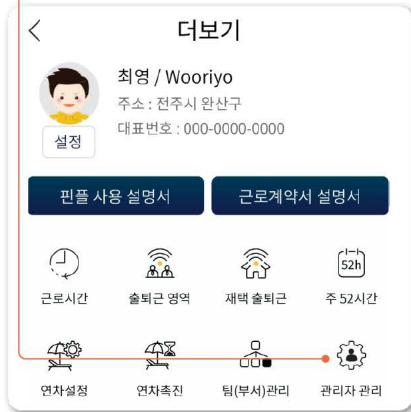 더보기
최영 / Wooriyo
주소 : 전주시 완산구
대표번호 : 000-0000-0000
설정
핀플 사용 설명서 근로계약서 설명서
52h
근로시간 출퇴근 영역 재택 출퇴근 주 52시간
연차설정 연차촉진 팀(부서)관리 관리자 관리